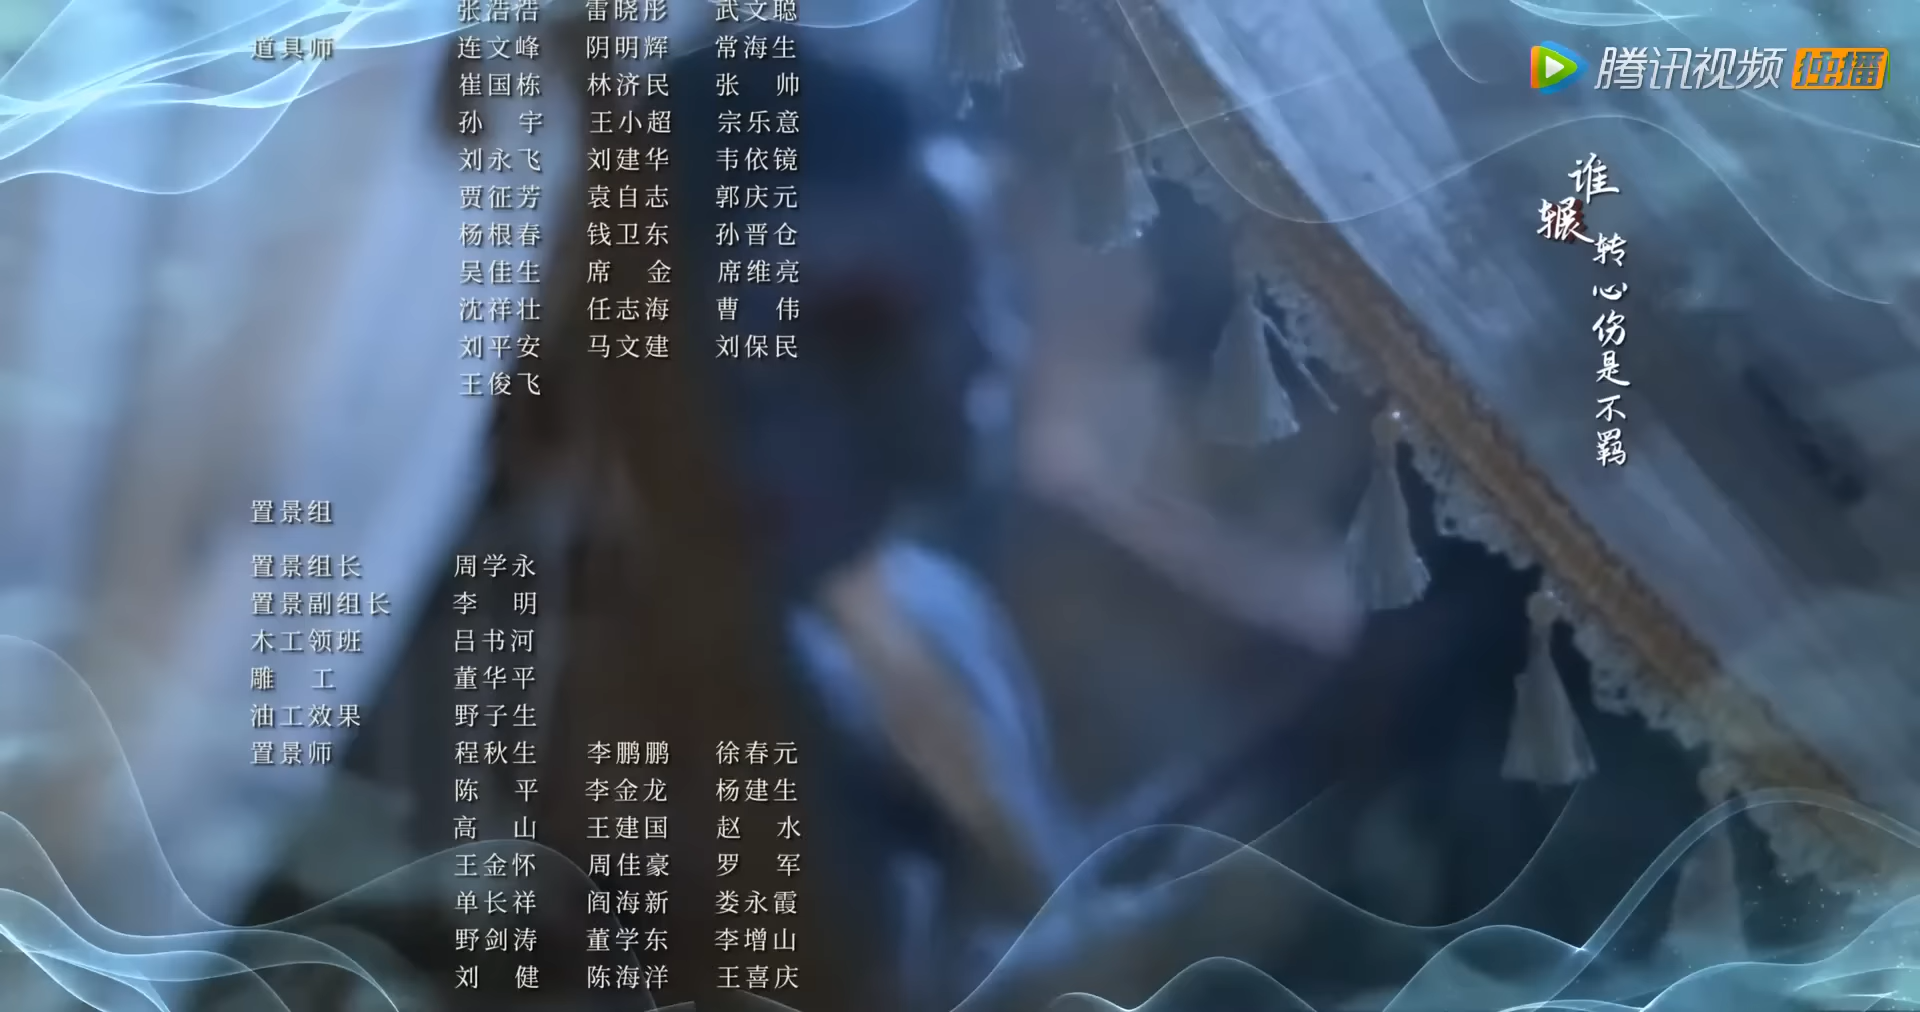 张浩浩 雷晓彤 武文聪
道具师 连文峰 阴明辉 常海生
崔国栋 林济民 张 帅
孙 宇 王小超 宗乐意
刘永飞 刘建华 韦依镜
贾征芳 袁自志 郭庆元
杨根春 钱卫东 孙晋仓
吴佳生 席 金 席维亮
沈祥壮 任志海 曹 伟
刘平安 马文建 刘保民
王俊飞
置景组
置景组长 周学永
置景副组长 李 明
木工领班 吕书河
雕 工 董华平
油工效果 野子生
置景师 程秋生 李鹏鹏 徐春元
陈 平 李金龙 杨建生
高 山 王建国 赵 水
王金怀 周佳豪 罗 军
单长祥 阎海新 娄永霞
野剑涛 董学东 李增山
刘 健 陈海洋 王喜庆
腾讯视频 独播
谁辗转心伤是不羁